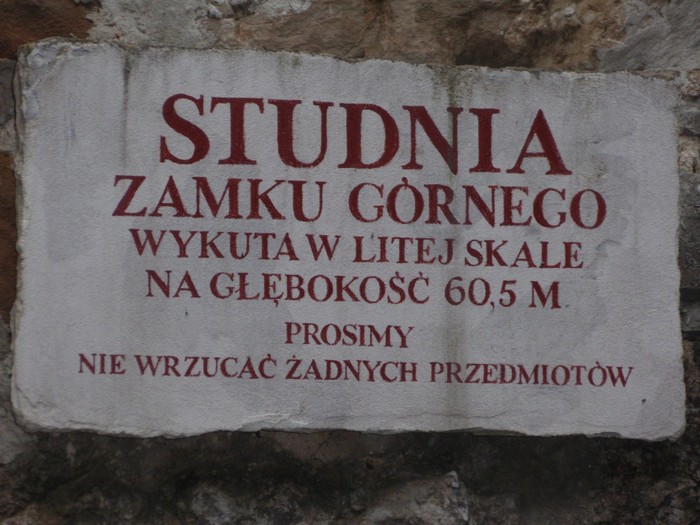 STUDNIA
ZAMKU GÓRNEGO
WYKUTA W LITEJ SKALE
NA GŁĘBOKOŚĆ 60,5 M
PROSIMY
NIE WRZUCAĆ ŻADNYCH PRZEDMIOTÓW